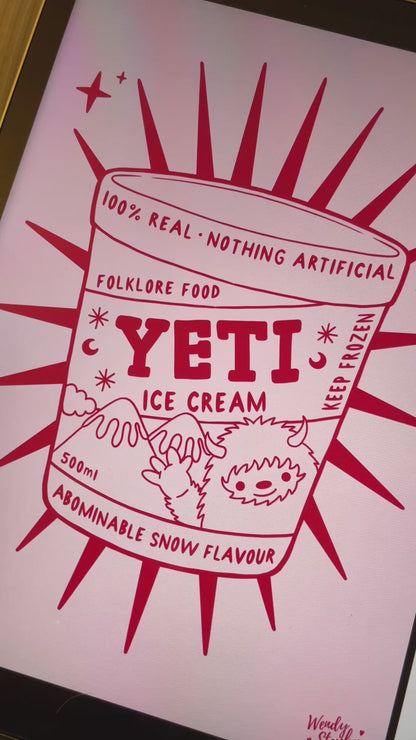 100% REAL · NOTHING ARTIFICIAL
FOLKLORE FOOD
YETI
ICE CREAM
KEEP FROZEN
500ml
ABOMINABLE SNOW FLAVOUR
Wendy